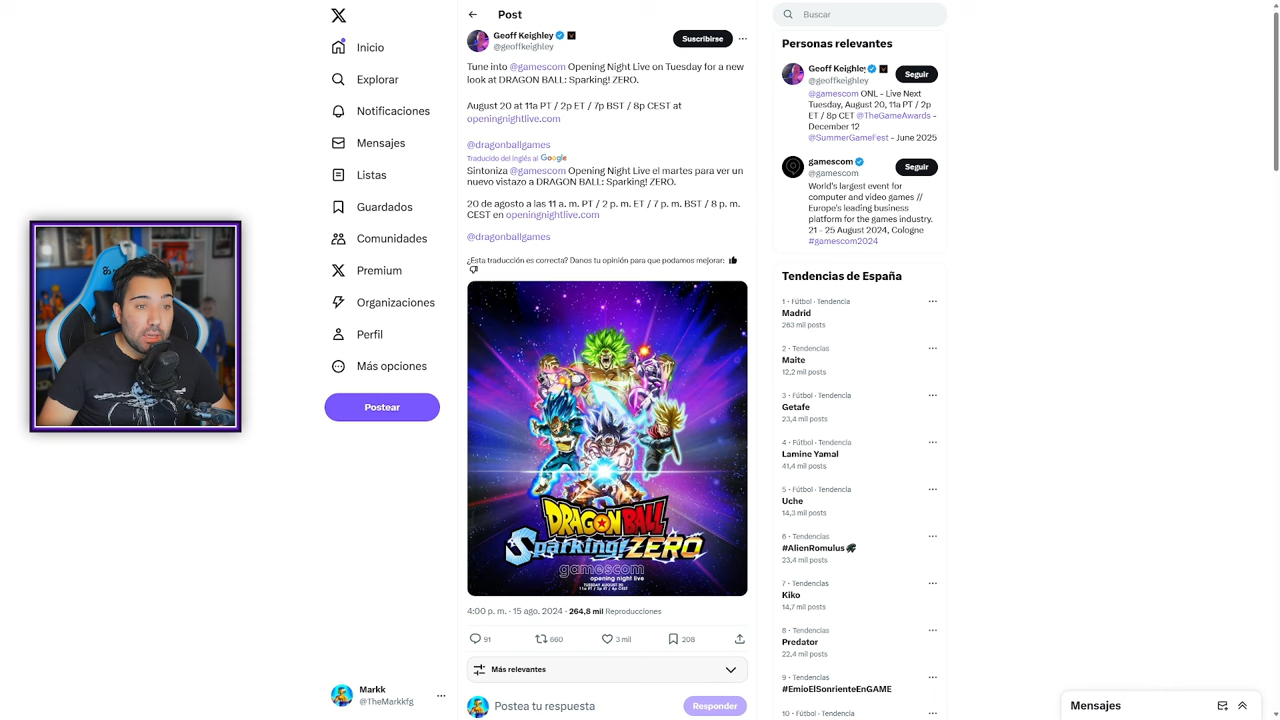 Inicio
Explorar
Notificaciones
Mensajes
Listas
Guardados
Comunidades
Premium
Organizaciones
Perfil
Más opciones
Postear
Markk
@TheMarkkfg
Post
Geoff Keighley
@geoffkeighley
Suscribirse
Tune into @gamescom Opening Night Live on Tuesday for a new
look at DRAGON BALL: Sparking! ZERO.
August 20 at 11a PT / 2p ET / 7p BST / 8p CEST at
openingnightlive.com
@dragonballgames
Traducido del inglés al Google
Sintoniza @gamescom Opening Night Live el martes para ver un
nuevo vistazo a DRAGON BALL: Sparking! ZERO.
20 de agosto a las 11 a. m. PT / 2 p. m. ET / 7 p. m. BST / 8 p. m.
CEST en openingnightlive.com
@dragonballgames
¿Esta traducción es correcta? Danos tu opinión para que podamos mejorar:
DRAGON BALL
Sparking! ZERO
gamescom
opening night live
TUESDAY AUGUST 20
11a PT / 2p ET / 8p CEST
4:00 p. m. · 15 ago. 2024 · 264,8 mil Reproducciones
91
660
3 mil
208
Más relevantes
Postea tu respuesta
Responder
Buscar
Personas relevantes
Geoff Keighley
@geoffkeighley
Seguir
@gamescom ONL - Live Next
Tuesday, August 20, 11a PT / 2p
ET / 8p CET @TheGameAwards -
December 12
@SummerGameFest - June 2025
gamescom
@gamescom
Seguir
World's largest event for
computer and video games //
Europe's leading business
platform for the games industry.
21 - 25 August 2024, Cologne
#gamescom2024
Tendencias de España
1 · Fútbol · Tendencia
Madrid
263 mil posts
2 · Tendencias
Maite
12,2 mil posts
3 · Fútbol · Tendencia
Getafe
23,4 mil posts
4 · Fútbol · Tendencia
Lamine Yamal
41,4 mil posts
5 · Fútbol · Tendencia
Uche
14,3 mil posts
6 · Tendencias
#AlienRomulus
23,4 mil posts
7 · Tendencias
Kiko
14,7 mil posts
8 · Tendencias
Predator
22,4 mil posts
9 · Tendencias
#EmioElSonrienteEnGAME
10 · Fútbol · Tendencia
Mensajes